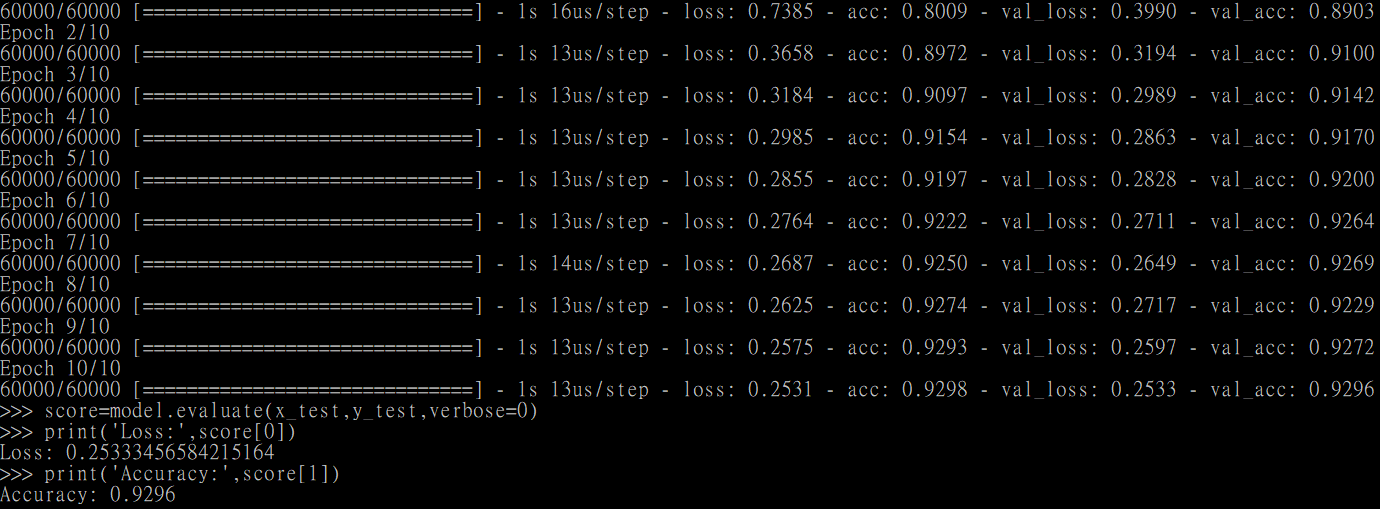 60000/60000 [==============================] - 1s 16us/step - loss: 0.7385 - acc: 0.8009 - val_loss: 0.3990 - val_acc: 0.8903
Epoch 2/10
60000/60000 [==============================] - 1s 13us/step - loss: 0.3658 - acc: 0.8972 - val_loss: 0.3194 - val_acc: 0.9100
Epoch 3/10
60000/60000 [==============================] - 1s 13us/step - loss: 0.3184 - acc: 0.9097 - val_loss: 0.2989 - val_acc: 0.9142
Epoch 4/10
60000/60000 [==============================] - 1s 13us/step - loss: 0.2985 - acc: 0.9154 - val_loss: 0.2863 - val_acc: 0.9170
Epoch 5/10
60000/60000 [==============================] - 1s 13us/step - loss: 0.2855 - acc: 0.9197 - val_loss: 0.2828 - val_acc: 0.9200
Epoch 6/10
60000/60000 [==============================] - 1s 13us/step - loss: 0.2764 - acc: 0.9222 - val_loss: 0.2711 - val_acc: 0.9264
Epoch 7/10
60000/60000 [==============================] - 1s 14us/step - loss: 0.2687 - acc: 0.9250 - val_loss: 0.2649 - val_acc: 0.9269
Epoch 8/10
60000/60000 [==============================] - 1s 13us/step - loss: 0.2625 - acc: 0.9274 - val_loss: 0.2717 - val_acc: 0.9229
Epoch 9/10
60000/60000 [==============================] - 1s 13us/step - loss: 0.2575 - acc: 0.9293 - val_loss: 0.2597 - val_acc: 0.9272
Epoch 10/10
60000/60000 [==============================] - 1s 13us/step - loss: 0.2531 - acc: 0.9298 - val_loss: 0.2533 - val_acc: 0.9296
>>> score=model.evaluate(x_test,y_test,verbose=0)
>>> print('Loss:',score[0])
Loss: 0.25333456584215164
>>> print('Accuracy:',score[1])
Accuracy: 0.9296